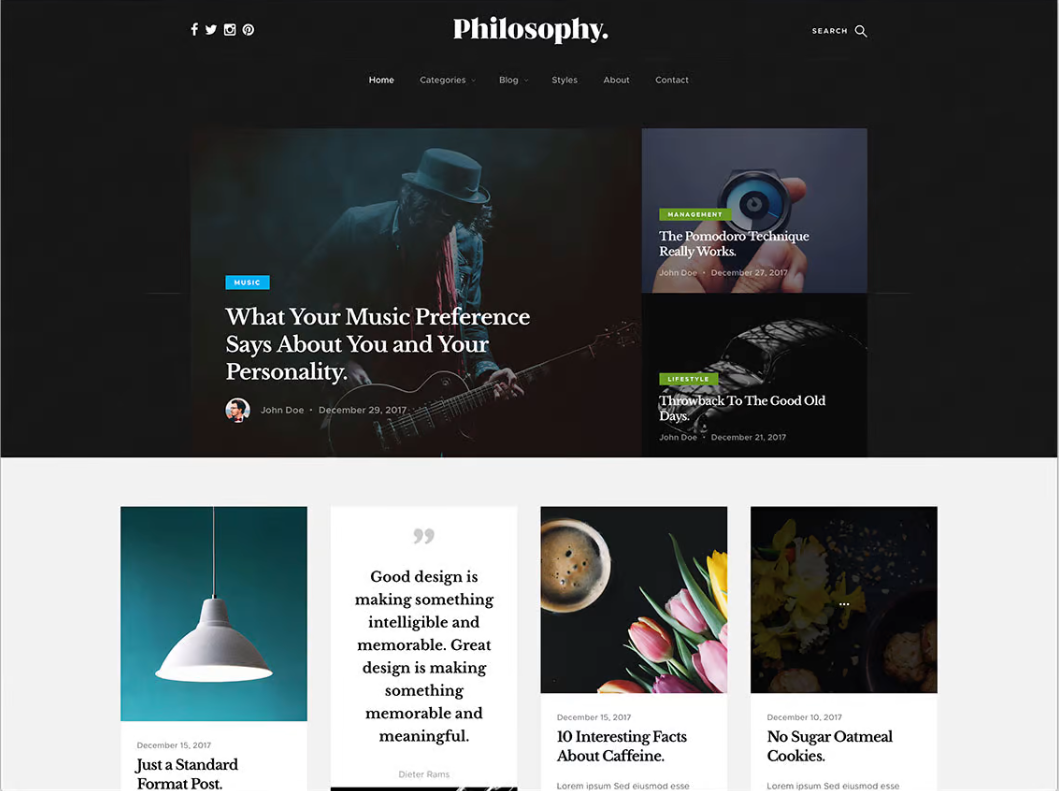 Philosophy.
SEARCH
Home Categories Blog Styles About Contact
MUSIC
What Your Music Preference
Says About You and Your
Personality.
John Doe • December 29, 2017
MANAGEMENT
The Pomodoro Technique
Really Works.
John Doe • December 27, 2017
LIFESTYLE
Throwback To The Good Old
Days.
John Doe • December 21, 2017
December 15, 2017
Just a Standard
Format Post.
”
Good design is
making something
intelligible and
memorable. Great
design is making
something
memorable and
meaningful.
Dieter Rams
December 15, 2017
10 Interesting Facts
About Caffeine.
Lorem ipsum Sed eiusmod esse
...
December 10, 2017
No Sugar Oatmeal
Cookies.
Lorem ipsum Sed eiusmod esse